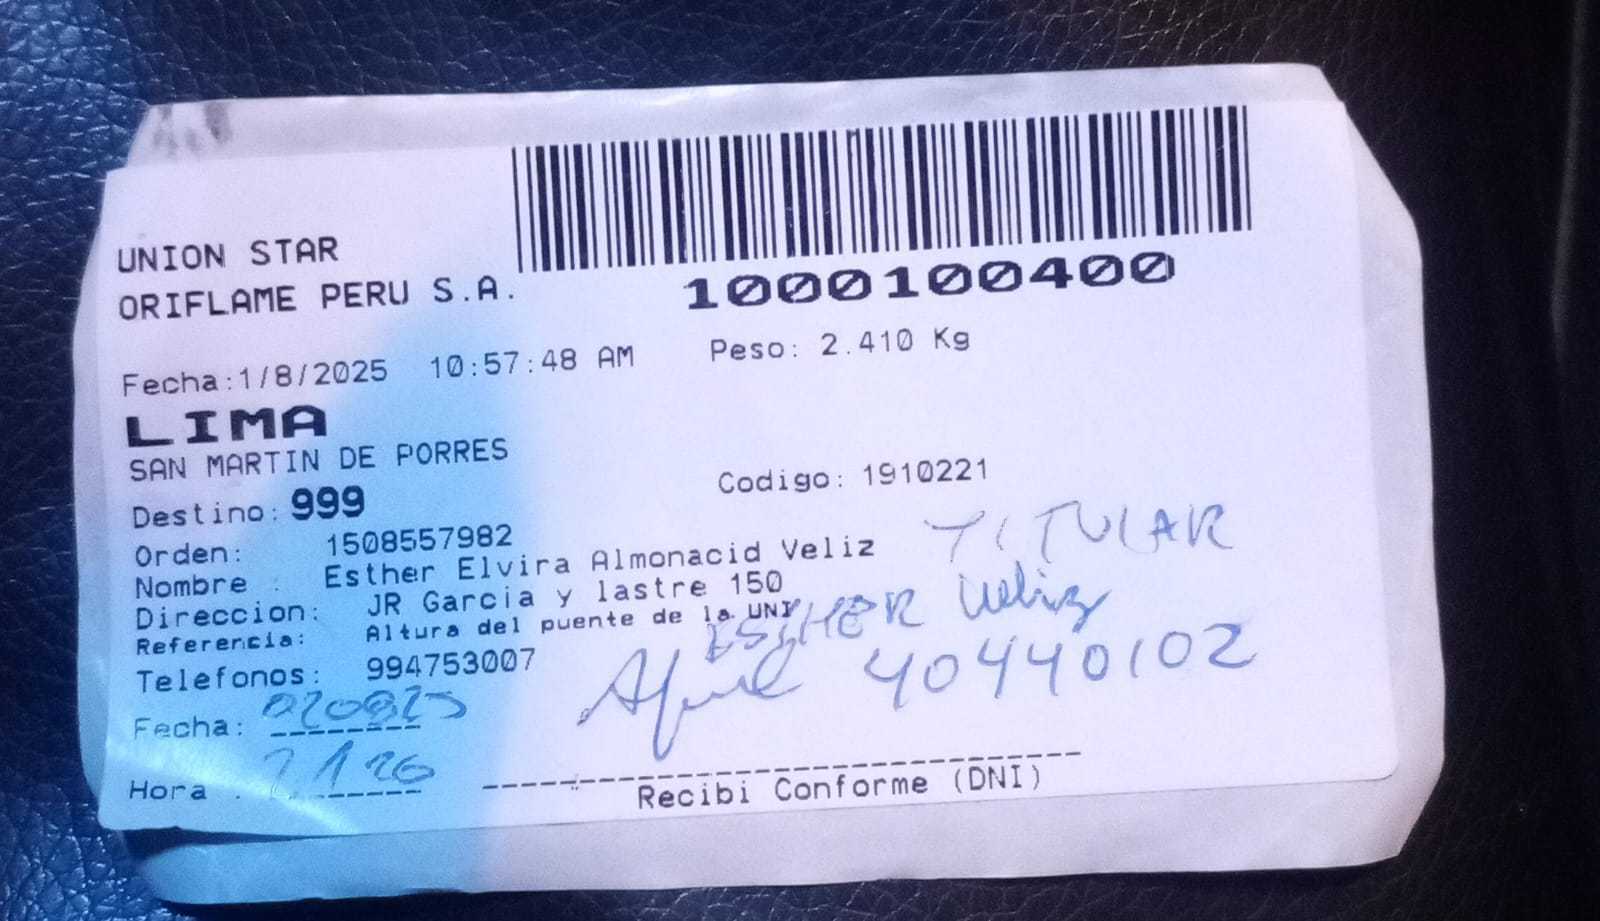 UNION STAR
ORIFLAME PERU S.A.
1000100400
Fecha:1/8/2025 10:57:48 AM Peso: 2.410 Kg
LIMA
SAN MARTIN DE PORRES
Destino: 999 Codigo: 1910221
Orden: 1508557982
Nombre : Esther Elvira Almonacid Veliz TITULAR
Direccion: JR Garcia y lastre 150
Referencia: Altura del puente de la UNI
ESTHER Veliz
Telefonos: 994753007 40440102
Fecha: 020825
Hora :
Recibi Conforme (DNI)